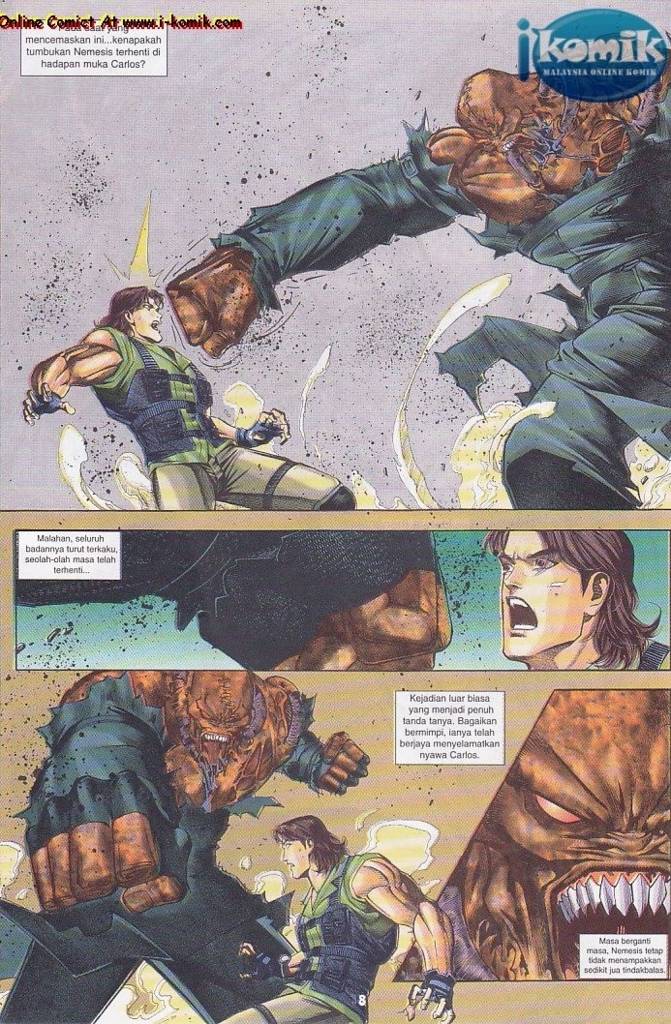 Online Comict At www.i-komik.com
Pada saat yang
mencemaskan ini...kenapakah
tumbukan Nemesis terhenti di
hadapan muka Carlos?
ikomik
MALAYSIA ONLINE KOMIK
Malahan, seluruh
badannya turut terkaku,
seolah-olah masa telah
terhenti...
Kejadian luar biasa
yang menjadi penuh
tanda tanya. Bagaikan
bermimpi, ianya telah
berjaya menyelamatkan
nyawa Carlos.
Masa berganti
masa, Nemesis tetap
tidak menampakkan
sedikit jua tindakbalas.
8